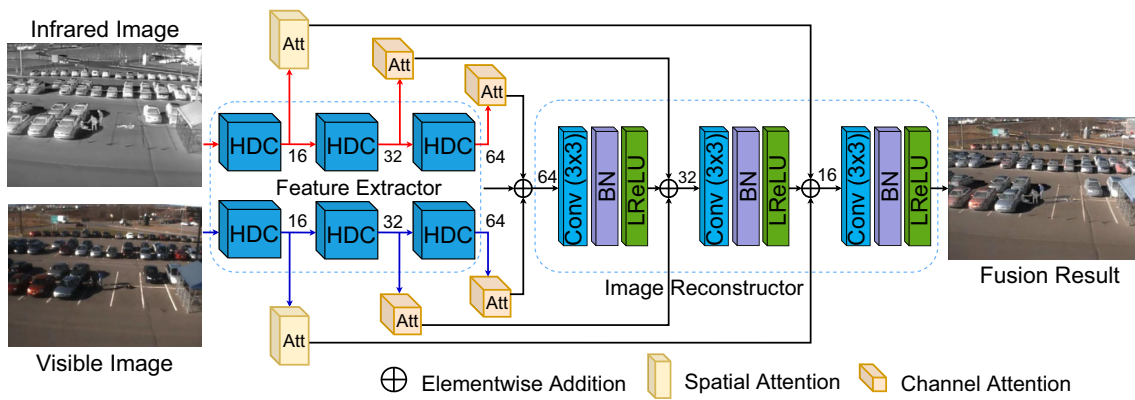 Infrared Image
Att
Att
Att
HDC
16
HDC
32
HDC
64
Feature Extractor
HDC
16
HDC
32
HDC
64
Att
Att
Att
64
Conv (3x3)
BN
LReLU
32
Conv (3x3)
BN
LReLU
16
Conv (3x3)
BN
LReLU
Image Reconstructor
Fusion Result
Visible Image
Elementwise Addition
Spatial Attention
Channel Attention